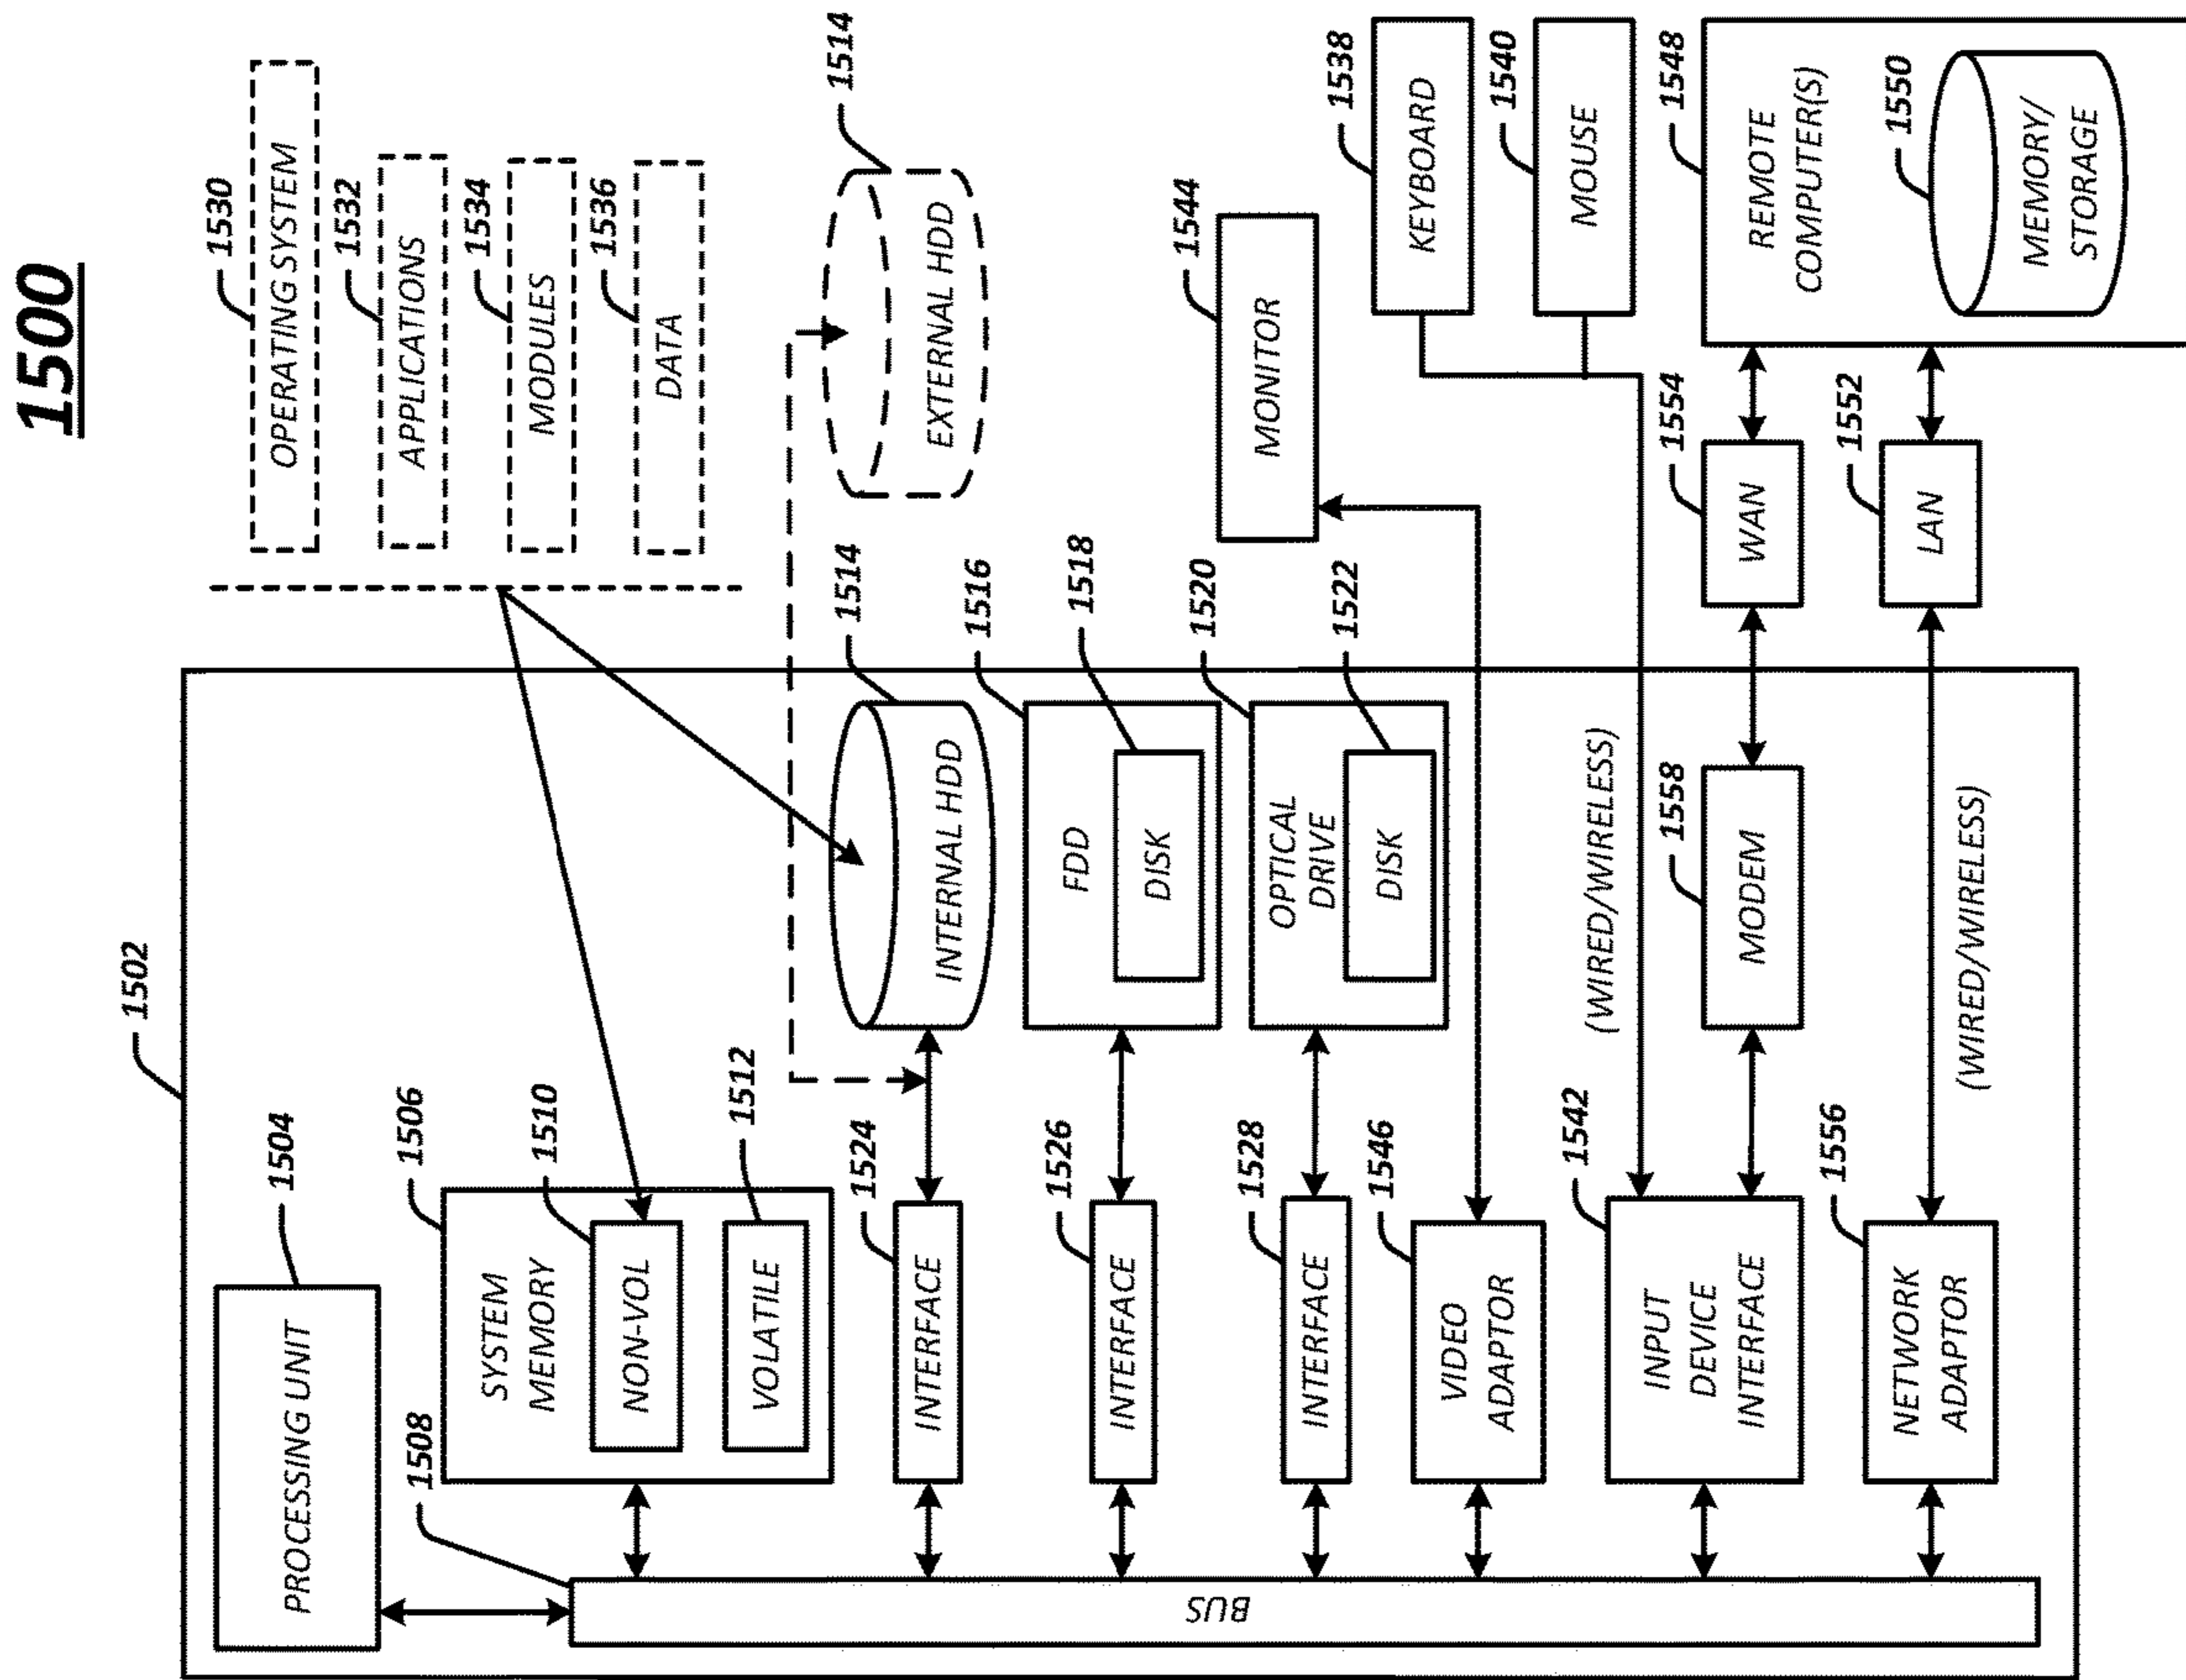 1500
1502
1504
PROCESSING UNIT
1506
SYSTEM
MEMORY
1510
NON-VOL
1512
VOLATILE
1508
BUS
1530
OPERATING SYSTEM
1532
APPLICATIONS
1534
MODULES
1536
DATA
1524
INTERFACE
1514
INTERNAL HDD
1514
EXTERNAL HDD
1526
INTERFACE
1516
FDD
1518
DISK
1528
INTERFACE
1520
OPTICAL
DRIVE
1522
DISK
1546
VIDEO
ADAPTOR
1544
MONITOR
1538
KEYBOARD
1540
MOUSE
(WIRED/WIRELESS)
1542
INPUT
DEVICE
INTERFACE
1558
MODEM
1554
WAN
1548
REMOTE
COMPUTER(S)
1550
MEMORY/
STORAGE
1556
NETWORK
ADAPTOR
(WIRED/WIRELESS)
1552
LAN